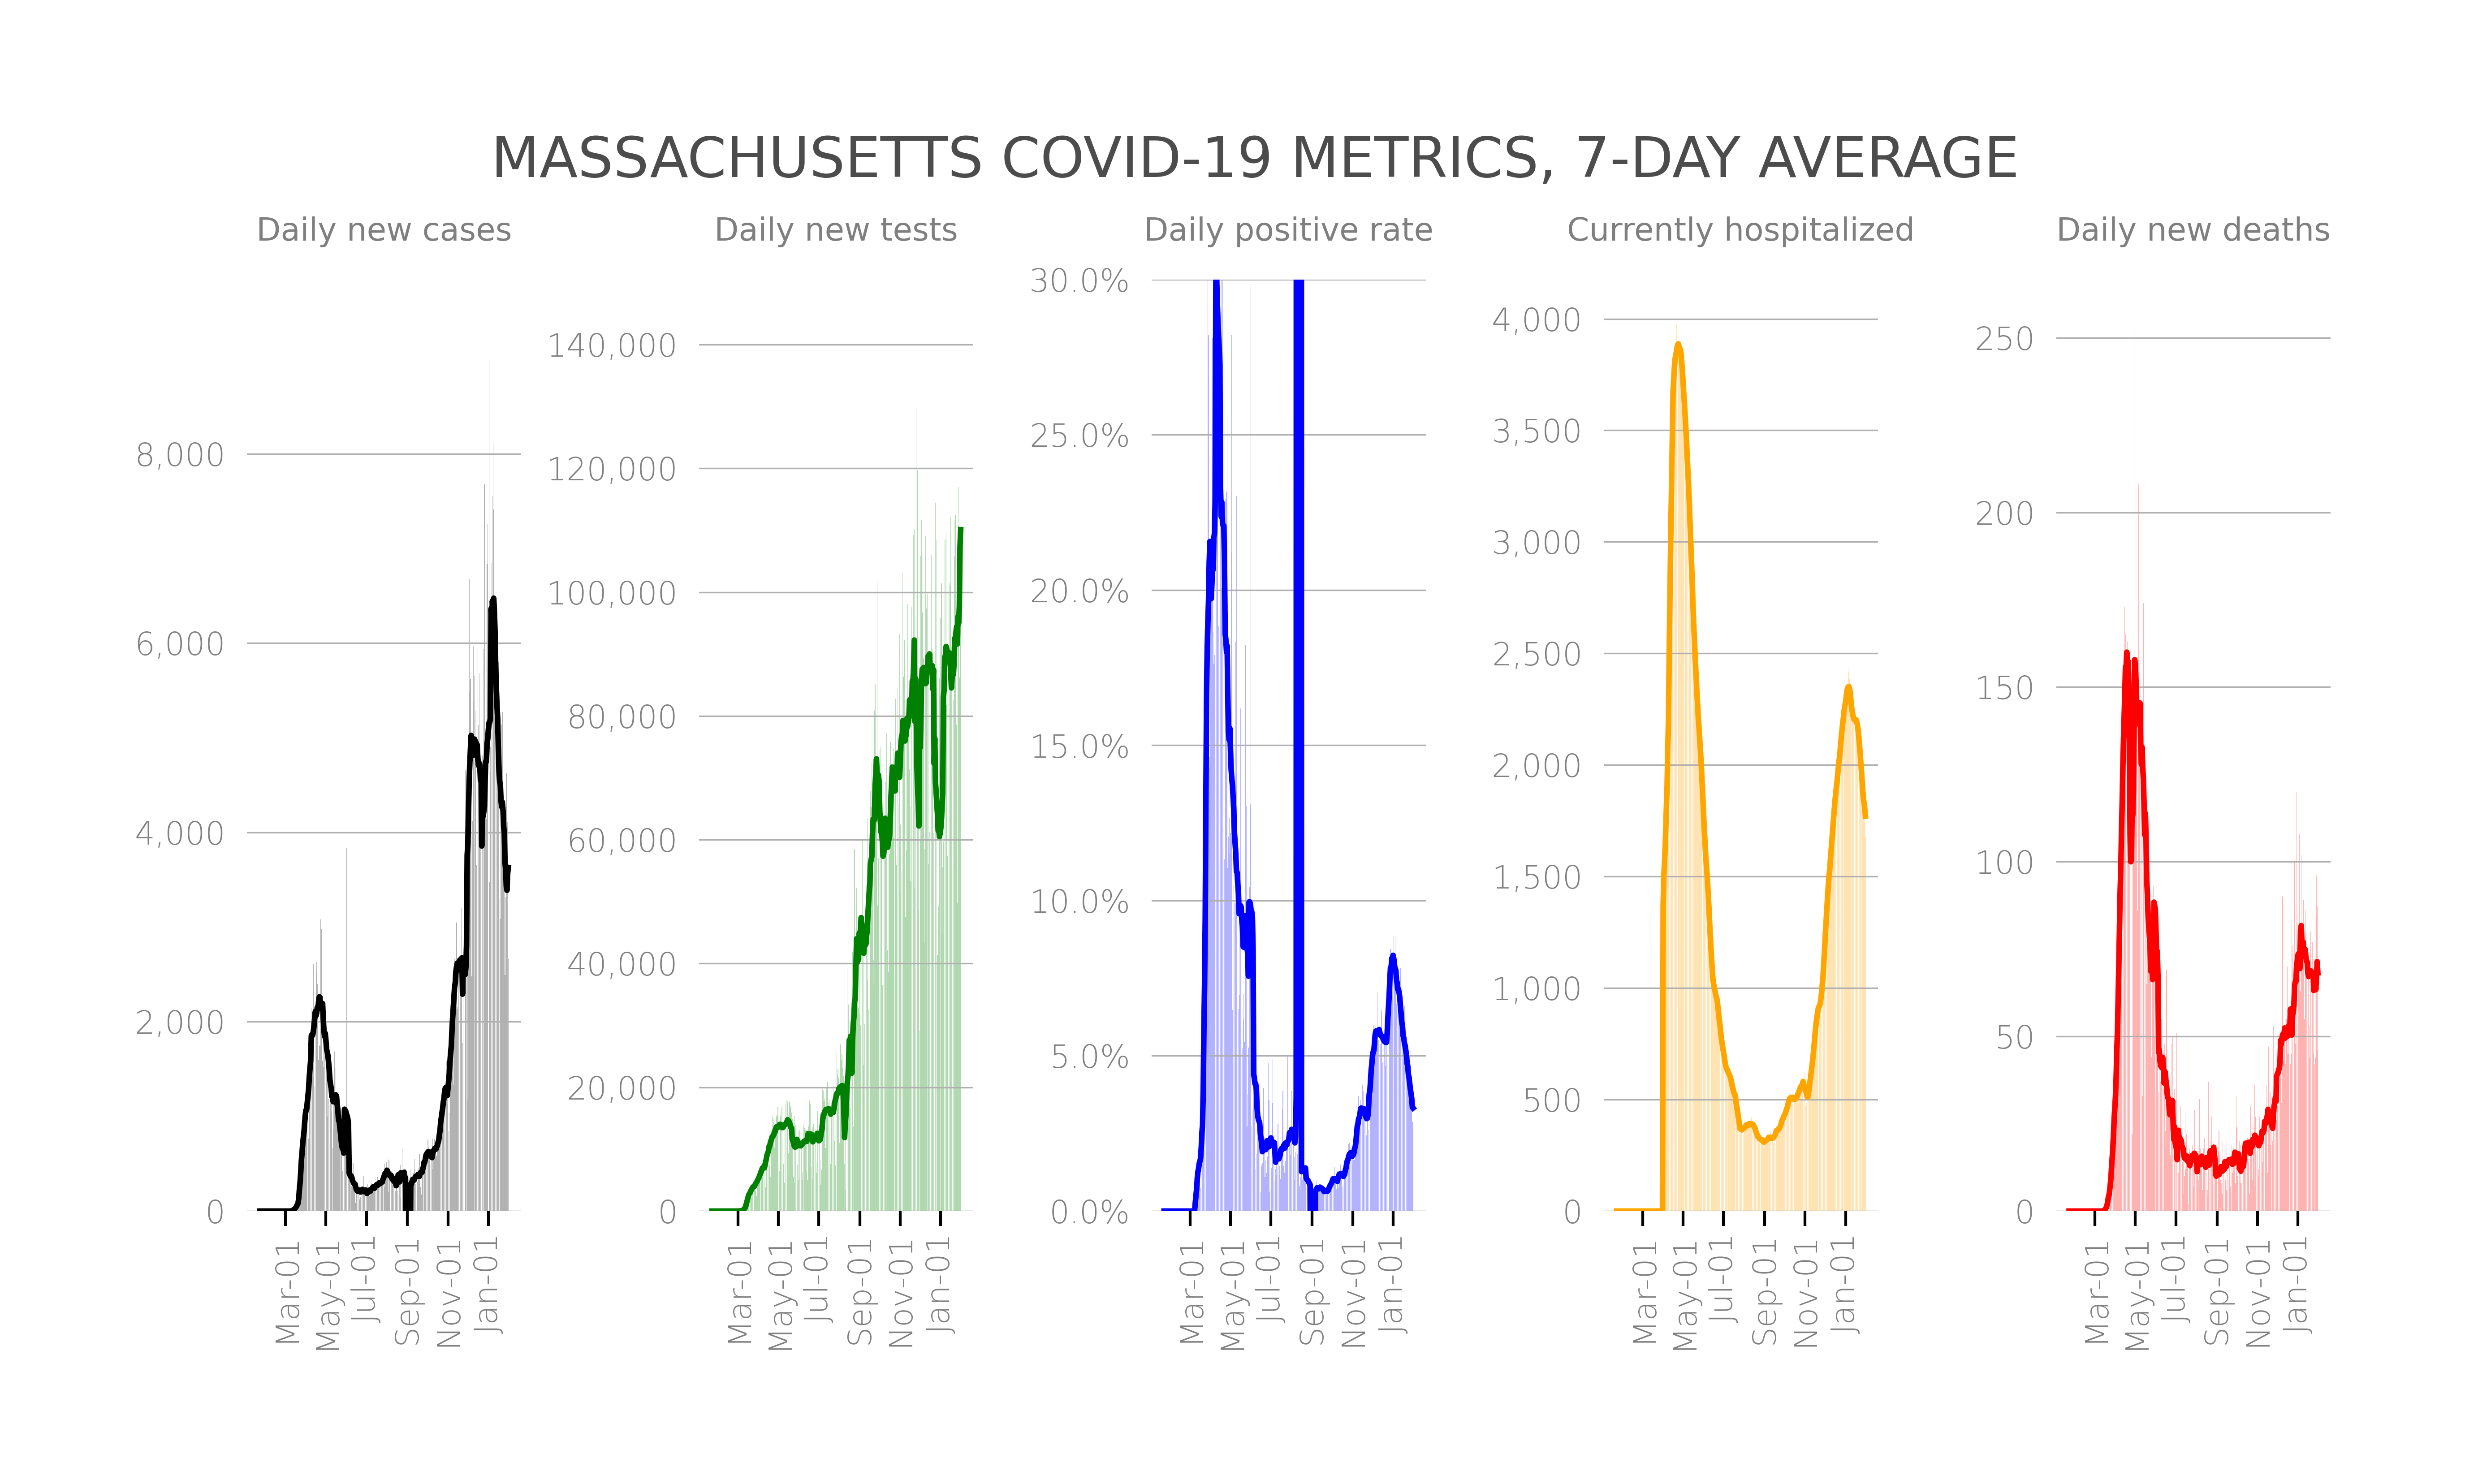 MASSACHUSETTS COVID-19 METRICS, 7-DAY AVERAGE
Daily new cases
8,000
6,000
4,000
2,000
0
Mar-01
May-01
Jul-01
Sep-01
Nov-01
Jan-01
Daily new tests
140,000
120,000
100,000
80,000
60,000
40,000
20,000
0
Mar-01
May-01
Jul-01
Sep-01
Nov-01
Jan-01
Daily positive rate
30.0%
25.0%
20.0%
15.0%
10.0%
5.0%
0.0%
Mar-01
May-01
Jul-01
Sep-01
Nov-01
Jan-01
Currently hospitalized
4,000
3,500
3,000
2,500
2,000
1,500
1,000
500
0
Mar-01
May-01
Jul-01
Sep-01
Nov-01
Jan-01
Daily new deaths
250
200
150
100
50
0
Mar-01
May-01
Jul-01
Sep-01
Nov-01
Jan-01